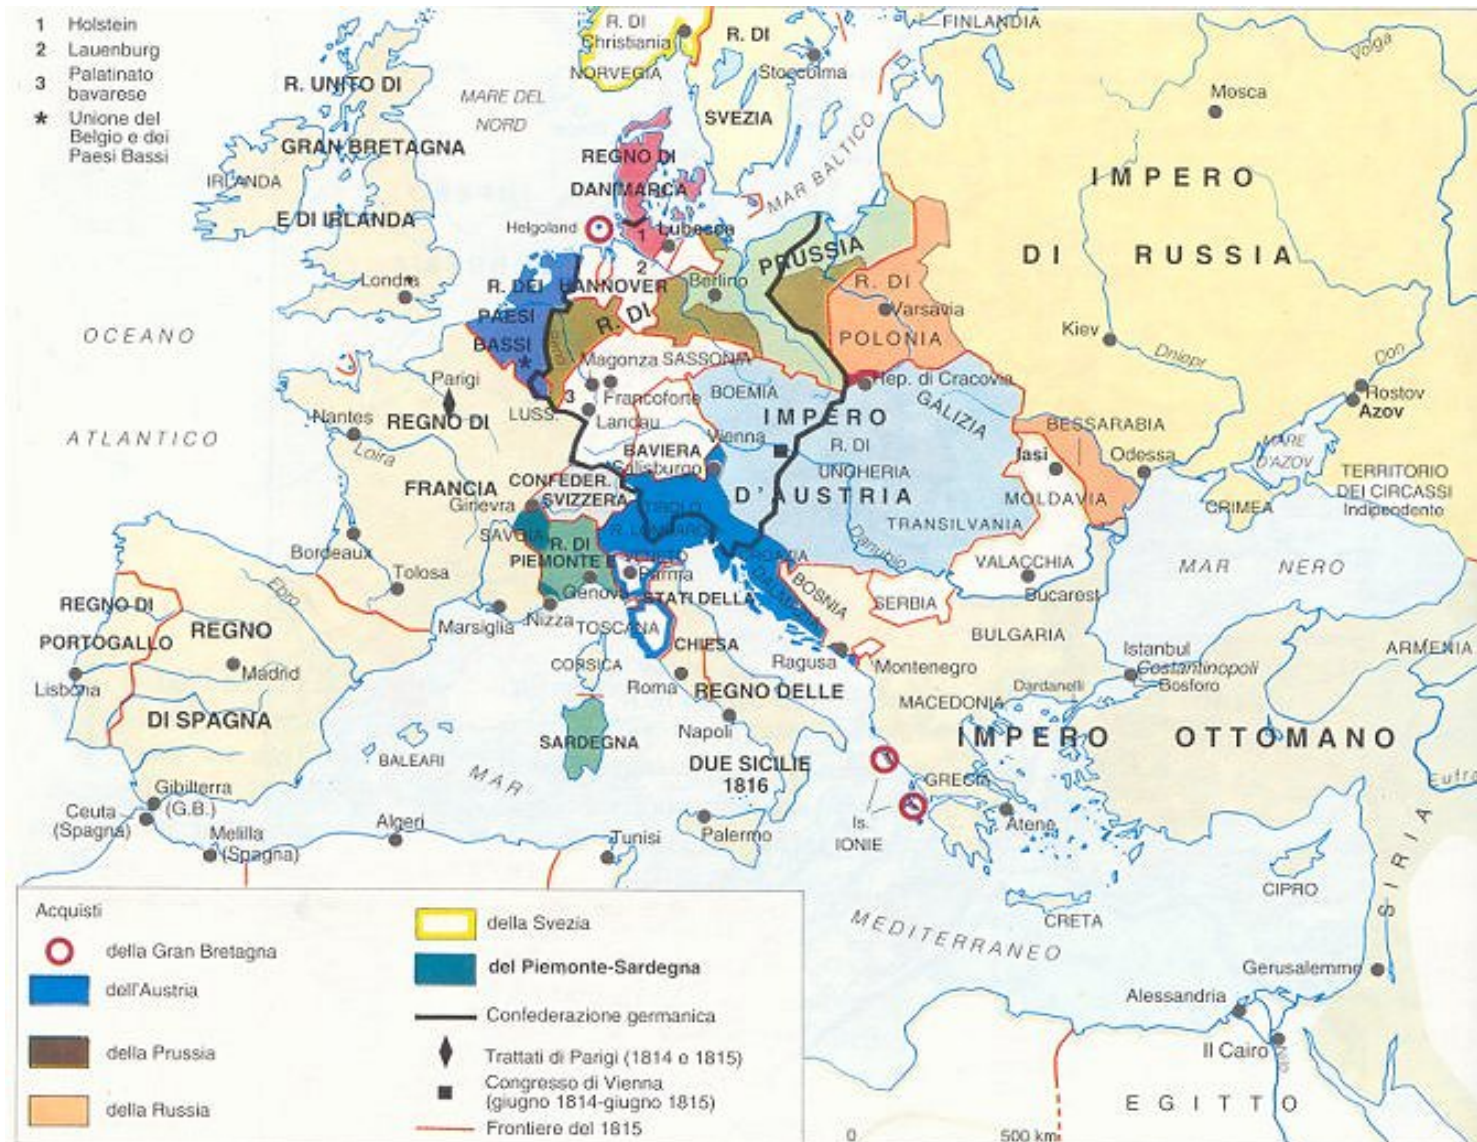 1 Holstein
2 Lauenburg
3 Palatinato
bavarese
* Unione del
Belgio e dei
Paesi Bassi
R. UNITO DI
GRAN BRETAGNA
IRLANDA
E DI IRLANDA
Londra
MARE DEL
NORD
R. DI
Christiania
NORVEGIA
R. DI
Stoccolma
SVEZIA
FINLANDIA
Volga
Mosca
IMPERO
DI RUSSIA
MAR BALTICO
REGNO DI
DANIMARCA
Helgoland
1
Lubecca
2
HANNOVER
PRUSSIA
Berlino
R. DEI
PAESI
BASSI *
R. DI
R. DI
Varsavia
POLONIA
Kiev
Dniepr
Don
Rostov
Azov
MARE
D'AZOV
OCEANO
ATLANTICO
Parigi
REGNO DI
Nantes
Loira
FRANCIA
LUSS.
3
Magonza
SASSONIA
Francoforte
Landau
BOEMIA
Rep. di Cracovia
GALIZIA
IMPERO
Vienna
R. DI
UNGHERIA
D'AUSTRIA
TRANSILVANIA
Danubio
BAVIERA
Salisburgo
CONFEDER.
SVIZZERA
Ginevra
SAVOIA
TIROLO
R. LOMBARDO
VENETO
R. DI
PIEMONTE E
Parma
Genova
Nizza
CROAZIA
DALMAZIA
BOSNIA
SERBIA
BESSARABIA
Iasi
Odessa
MOLDAVIA
VALACCHIA
Bucarest
CRIMEA
TERRITORIO
DEI CIRCASSI
Indipendente
MAR NERO
Bordeaux
Tolosa
Marsiglia
Ebro
REGNO DI
PORTOGALLO
Lisbona
REGNO
Madrid
DI SPAGNA
BALEARI
STATI DELLA
TOSCANA
CHIESA
CORSICA
Roma
REGNO DELLE
Napoli
DUE SICILIE
1816
SARDEGNA
Palermo
Ragusa
Montenegro
BULGARIA
MACEDONIA
Istanbul
Costantinopoli
Bosforo
Dardanelli
ARMENIA
IMPERO OTTOMANO
GRECIA
Atene
Is.
IONIE
Eufra
SIRIA
CIPRO
CRETA
MAR
MEDITERRANEO
Gibilterra
(G.B.)
Ceuta
(Spagna)
Melilla
(Spagna)
Algeri
Tunisi
Gerusalemme
Alessandria
Il Cairo
Nilo
EGITTO
Acquisti
della Gran Bretagna
dell'Austria
della Prussia
della Russia
della Svezia
del Piemonte-Sardegna
Confederazione germanica
Trattati di Parigi (1814 e 1815)
Congresso di Vienna
(giugno 1814-giugno 1815)
Frontiere del 1815
0 500 km